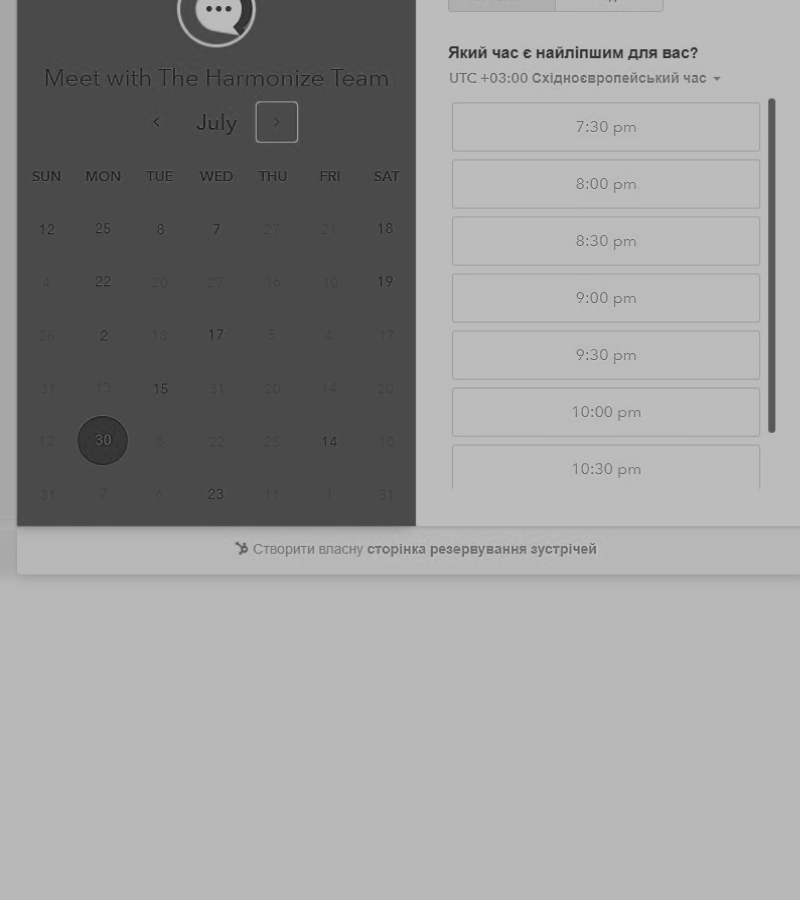 Meet with The Harmonize Team
July
SUN MON TUE WED THU FRI SAT
12 25 8 7 27 21 18
4 22 20 27 16 10 19
28 2 18 17 5 4 17
31 13 15 31 20 14 20
12 30 8 22 25 14 10
31 7 6 23 11 1 31
Який час є найліпшим для вас?
UTC +03:00 Східноєвропейський час
7:30 pm
8:00 pm
8:30 pm
9:00 pm
9:30 pm
10:00 pm
10:30 pm
Створити власну сторінка резервування зустрічей